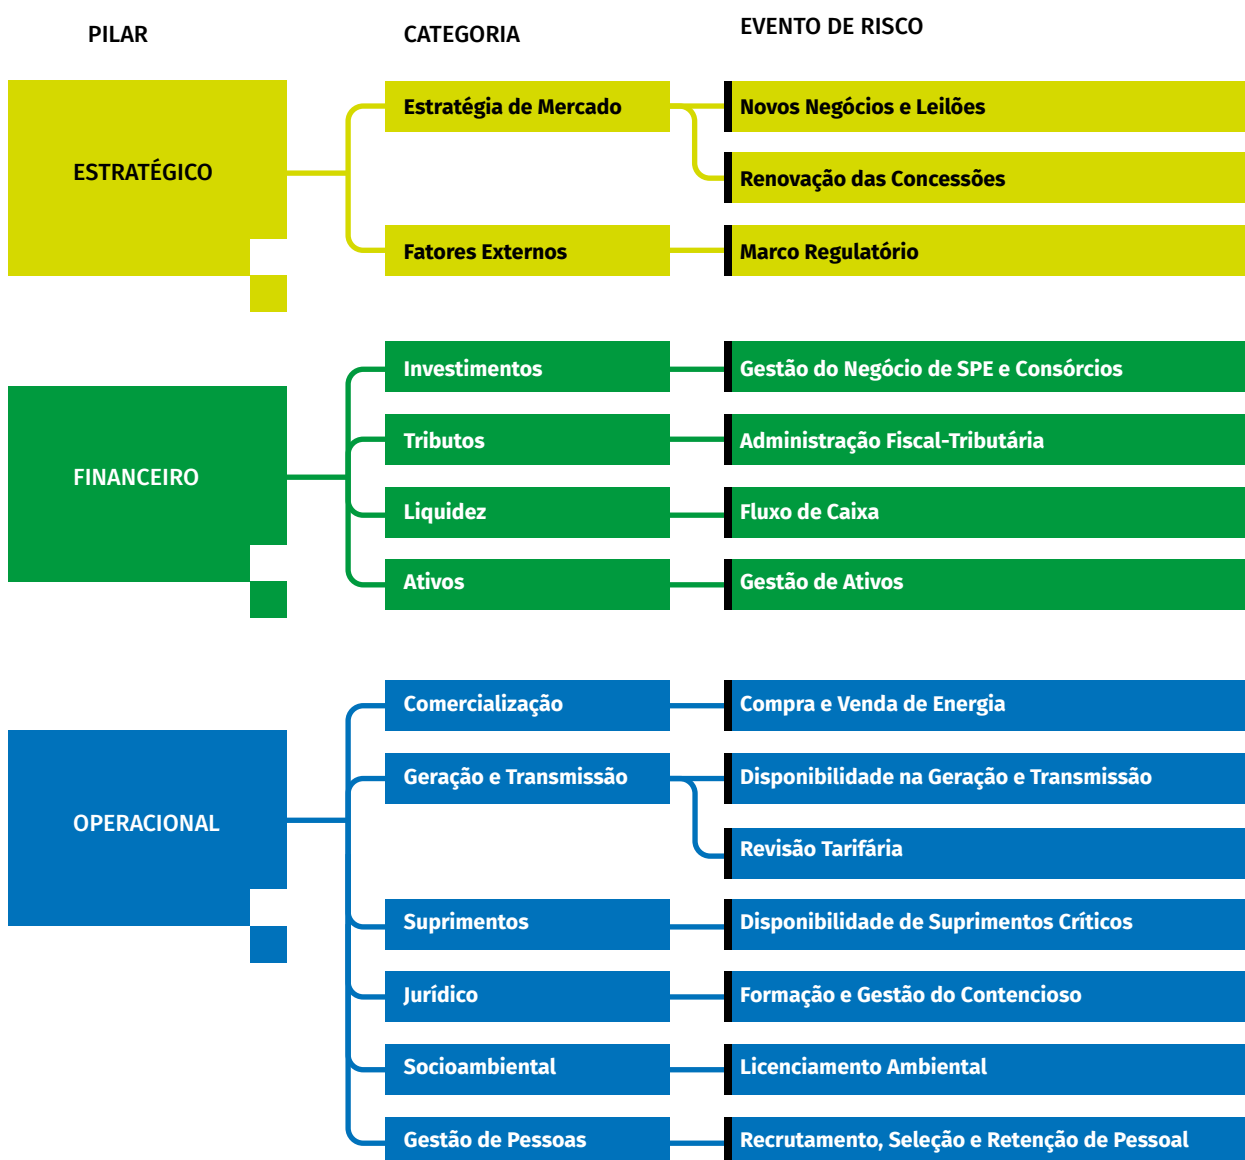 PILAR
CATEGORIA
EVENTO DE RISCO
ESTRATÉGICO
Estratégia de Mercado
Novos Negócios e Leilões
Renovação das Concessões
Fatores Externos
Marco Regulatório
FINANCEIRO
Investimentos
Gestão do Negócio de SPE e Consórcios
Tributos
Administração Fiscal-Tributária
Liquidez
Fluxo de Caixa
Ativos
Gestão de Ativos
OPERACIONAL
Comercialização
Compra e Venda de Energia
Geração e Transmissão
Disponibilidade na Geração e Transmissão
Revisão Tarifária
Suprimentos
Disponibilidade de Suprimentos Críticos
Jurídico
Formação e Gestão do Contencioso
Socioambiental
Licenciamento Ambiental
Gestão de Pessoas
Recrutamento, Seleção e Retenção de Pessoal